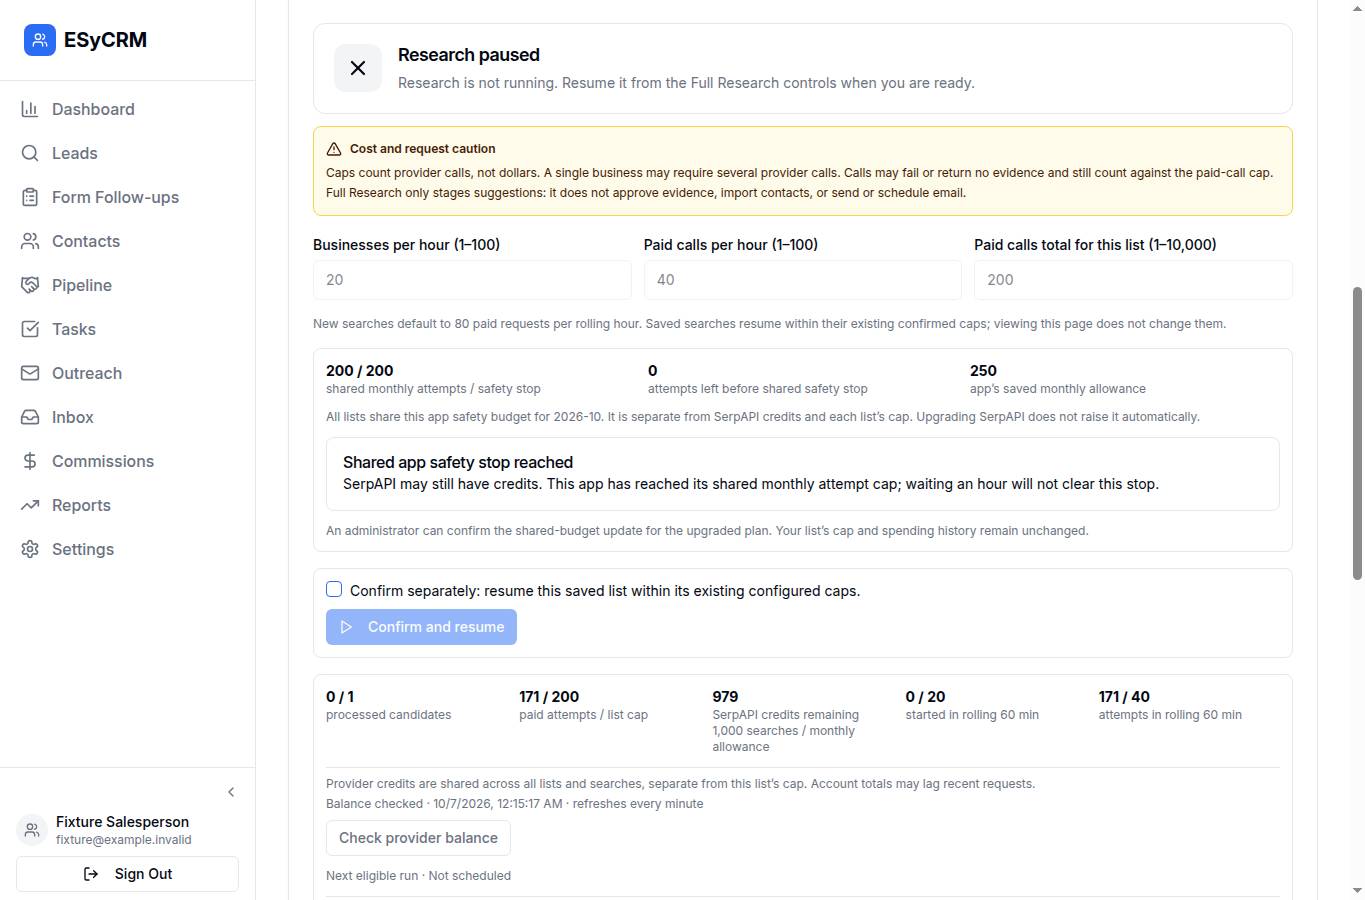 ESyCRM
Dashboard
Leads
Form Follow-ups
Contacts
Pipeline
Tasks
Outreach
Inbox
Commissions
Reports
Settings
Fixture Salesperson
fixture@example.invalid
Sign Out
Research paused
Research is not running. Resume it from the Full Research controls when you are ready.
Cost and request caution
Caps count provider calls, not dollars. A single business may require several provider calls. Calls may fail or return no evidence and still count against the paid-call cap.
Full Research only stages suggestions: it does not approve evidence, import contacts, or send or schedule email.
Businesses per hour (1–100)
20
Paid calls per hour (1–100)
40
Paid calls total for this list (1–10,000)
200
New searches default to 80 paid requests per rolling hour. Saved searches resume within their existing confirmed caps; viewing this page does not change them.
200 / 200
shared monthly attempts / safety stop
0
attempts left before shared safety stop
250
app’s saved monthly allowance
All lists share this app safety budget for 2026-10. It is separate from SerpAPI credits and each list’s cap. Upgrading SerpAPI does not raise it automatically.
Shared app safety stop reached
SerpAPI may still have credits. This app has reached its shared monthly attempt cap; waiting an hour will not clear this stop.
An administrator can confirm the shared-budget update for the upgraded plan. Your list’s cap and spending history remain unchanged.
Confirm separately: resume this saved list within its existing configured caps.
Confirm and resume
0 / 1
processed candidates
171 / 200
paid attempts / list cap
979
SerpAPI credits remaining
1,000 searches / monthly
allowance
0 / 20
started in rolling 60 min
171 / 40
attempts in rolling 60 min
Provider credits are shared across all lists and searches, separate from this list’s cap. Account totals may lag recent requests.
Balance checked · 10/7/2026, 12:15:17 AM · refreshes every minute
Check provider balance
Next eligible run · Not scheduled